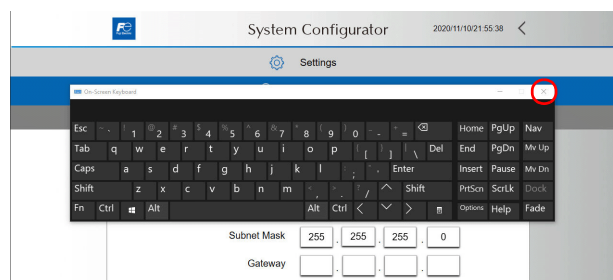 Fe System Configurator 2020/11/10/21:55:38
Settings
On-Screen Keyboard
Esc ~ ` ! 1 @ 2 # 3 $ 4 % 5 ^ 6 & 7 * 8 ( 9 ) 0 _ - + = Home PgUp Nav
Tab q w e r t y u i o p { [ } ] | \ Del End PgDn Mv Up
Caps a s d f g h j k l : ; " ' Enter Insert Pause Mv Dn
Shift z x c v b n m < , > . ? / Shift PrtScn ScrLk Dock
Fn Ctrl Alt Alt Ctrl Options Help Fade
Subnet Mask 255 . 255 . 255 . 0
Gateway . . .